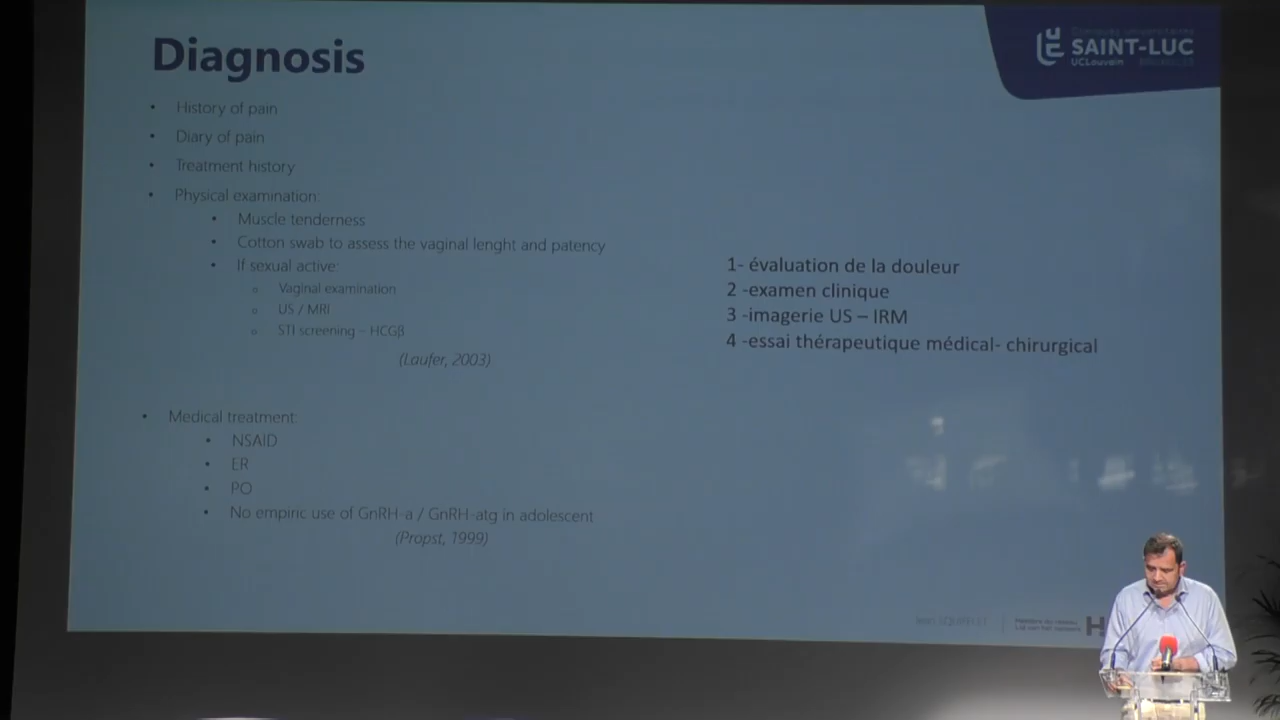 Diagnosis
Cliniques universitaires
SAINT-LUC
UCLouvain BRUXELLES
• History of pain
• Diary of pain
• Treatment history
• Physical examination:
• Muscle tenderness
• Cotton swab to assess the vaginal lenght and patency
• If sexual active:
o Vaginal examination
o US / MRI
o STI screening – HCGβ
(Laufer, 2003)
• Medical treatment:
• NSAID
• ER
• PO
• No empiric use of GnRH-a / GnRH-atg in adolescent
(Propst, 1999)
1- évaluation de la douleur
2 -examen clinique
3 -imagerie US – IRM
4 -essai thérapeutique médical- chirurgical
H